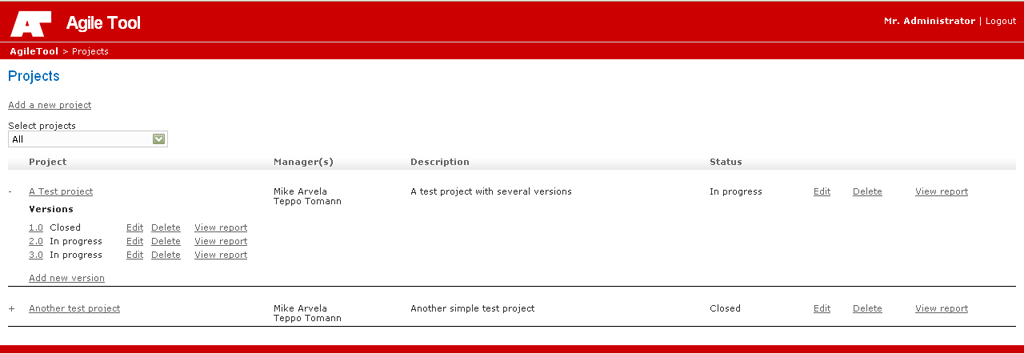 AT Agile Tool
Mr. Administrator | Logout
AgileTool > Projects
Projects
Add a new project
Select projects
All
Project Manager(s) Description Status
- A Test project Mike Arvela A test project with several versions In progress Edit Delete View report
Teppo Tomann
Versions
1.0 Closed Edit Delete View report
2.0 In progress Edit Delete View report
3.0 In progress Edit Delete View report
Add new version
+ Another test project Mike Arvela Another simple test project Closed Edit Delete View report
Teppo Tomann